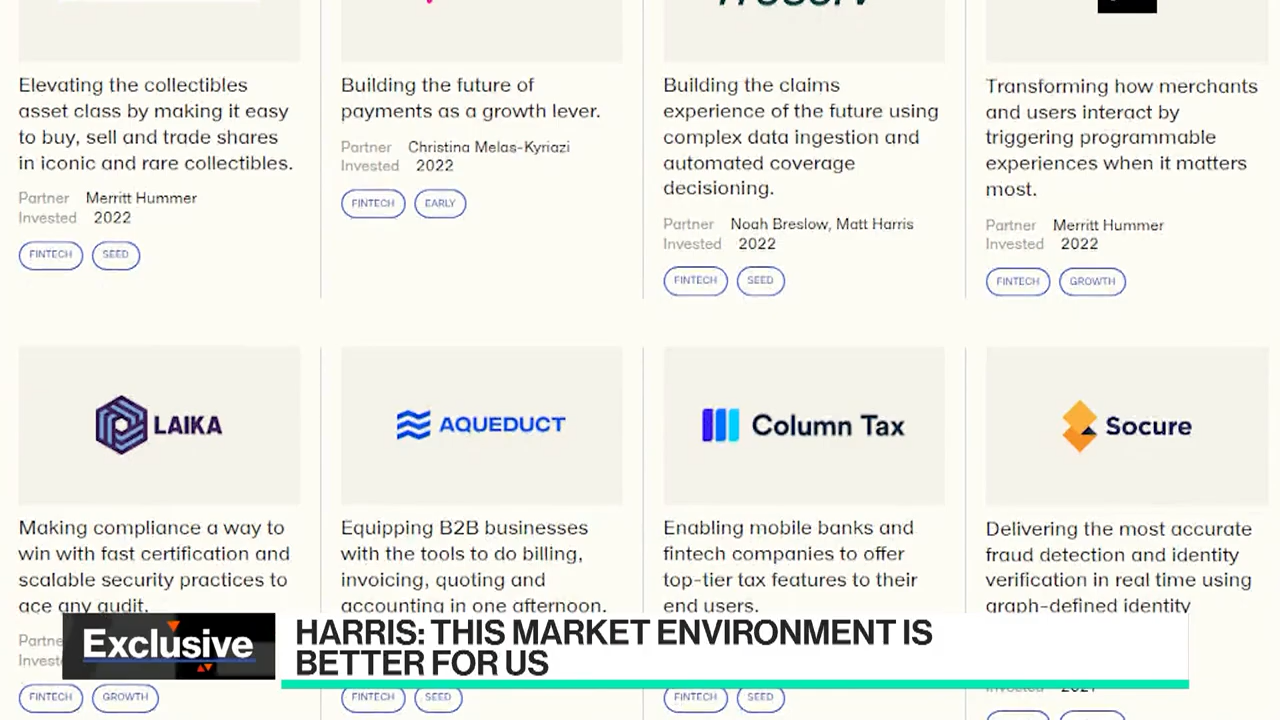 Elevating the collectibles
asset class by making it easy
to buy, sell and trade shares
in iconic and rare collectibles.
Partner Merritt Hummer
Invested 2022
FINTECH SEED
Building the future of
payments as a growth lever.
Partner Christina Melas-Kyriazi
Invested 2022
FINTECH EARLY
Building the claims
experience of the future using
complex data ingestion and
automated coverage
decisioning.
Partner Noah Breslow, Matt Harris
Invested 2022
FINTECH SEED
Transforming how merchants
and users interact by
triggering programmable
experiences when it matters
most.
Partner Merritt Hummer
Invested 2022
FINTECH GROWTH
LAIKA
Making compliance a way to
win with fast certification and
scalable security practices to
ace any audit.
FINTECH GROWTH
AQUEDUCT
Equipping B2B businesses
with the tools to do billing,
invoicing, quoting and
accounting in one afternoon.
FINTECH SEED
Column Tax
Enabling mobile banks and
fintech companies to offer
top-tier tax features to their
end users.
FINTECH SEED
Socure
Delivering the most accurate
fraud detection and identity
verification in real time using
graph-defined identity
Exclusive
HARRIS: THIS MARKET ENVIRONMENT IS
BETTER FOR US